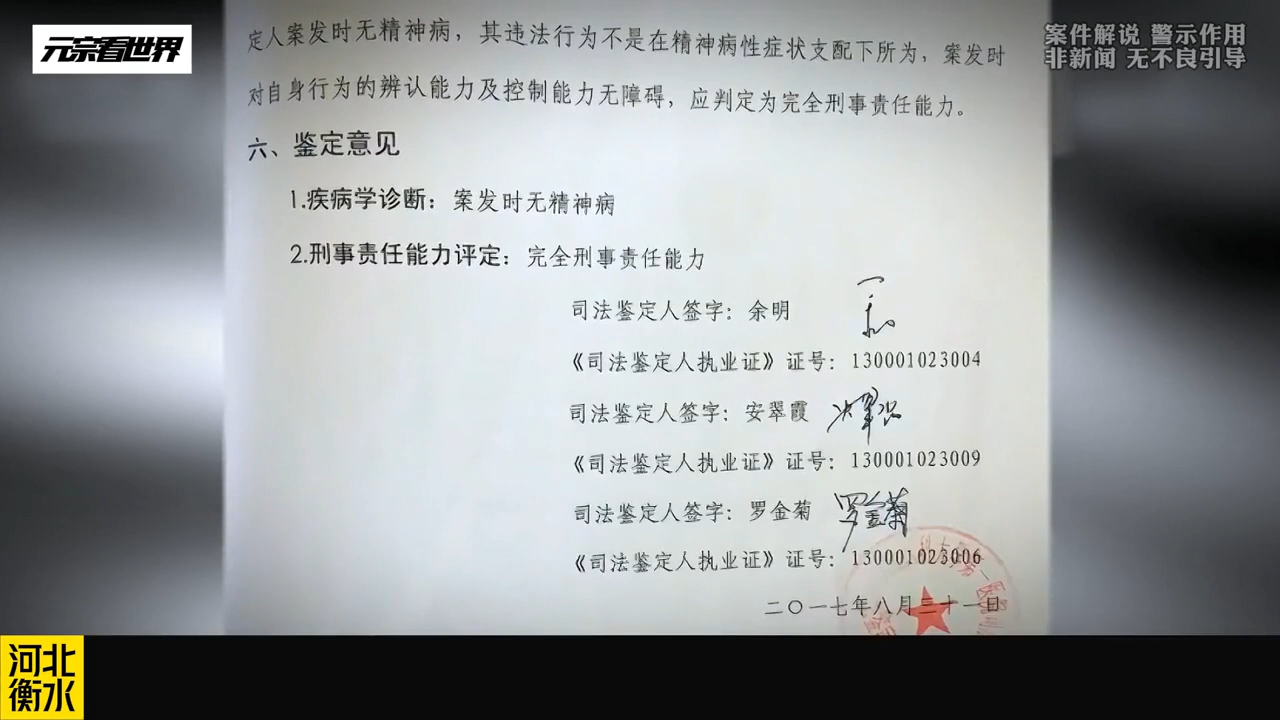 元宗看世界
案件解说 警示作用
非新闻 无不良引导
定人案发时无精神病，其违法行为不是在精神病性症状支配下所为，案发时
对自身行为的辨认能力及控制能力无障碍，应判定为完全刑事责任能力。
六、鉴定意见
1.疾病学诊断：案发时无精神病
2.刑事责任能力评定：完全刑事责任能力
司法鉴定人签字：余明
《司法鉴定人执业证》证号：130001023004
司法鉴定人签字：安翠霞
《司法鉴定人执业证》证号：130001023009
司法鉴定人签字：罗金菊 罗金菊
《司法鉴定人执业证》证号：130001023006
二〇一七年八月三十一日
河北
衡水